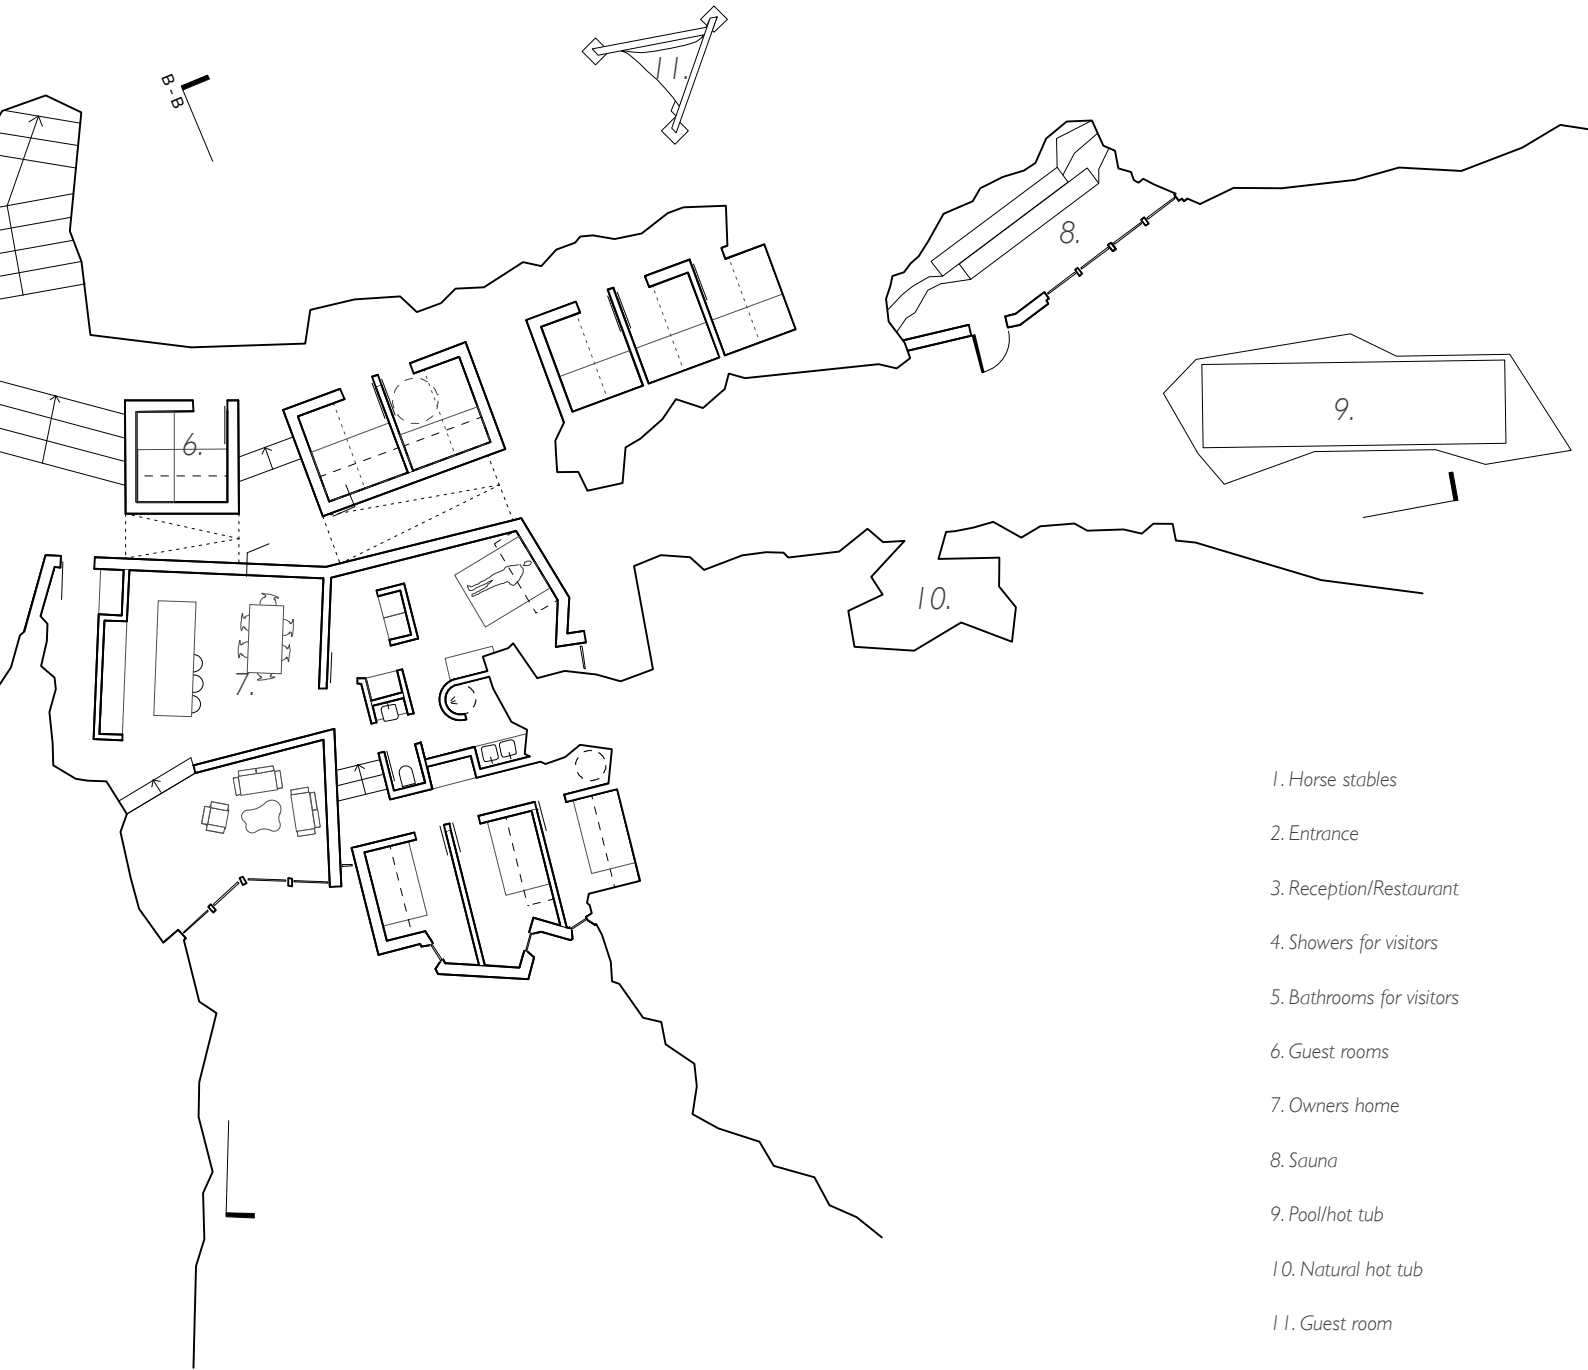 B - B
11.
8.
9.
6.
10.
7.
1. Horse stables
2. Entrance
3. Reception/Restaurant
4. Showers for visitors
5. Bathrooms for visitors
6. Guest rooms
7. Owners home
8. Sauna
9. Pool/hot tub
10. Natural hot tub
11. Guest room